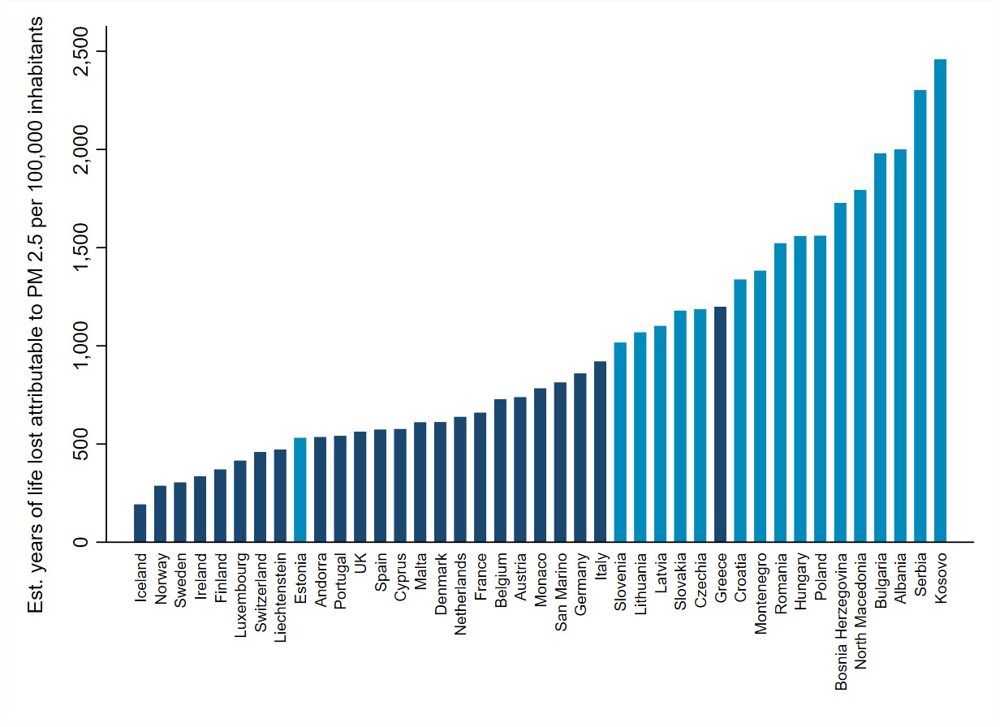 Est. years of life lost attributable to PM 2.5 per 100,000 inhabitants
2,500
2,000
1,500
1,000
500
0
Iceland
Norway
Sweden
Ireland
Finland
Luxembourg
Switzerland
Liechtenstein
Estonia
Andorra
Portugal
UK
Spain
Cyprus
Malta
Denmark
Netherlands
France
Belgium
Austria
Monaco
San Marino
Germany
Italy
Slovenia
Lithuania
Latvia
Slovakia
Czechia
Greece
Croatia
Montenegro
Romania
Hungary
Poland
Bosnia Herzegovina
North Macedonia
Bulgaria
Albania
Serbia
Kosovo